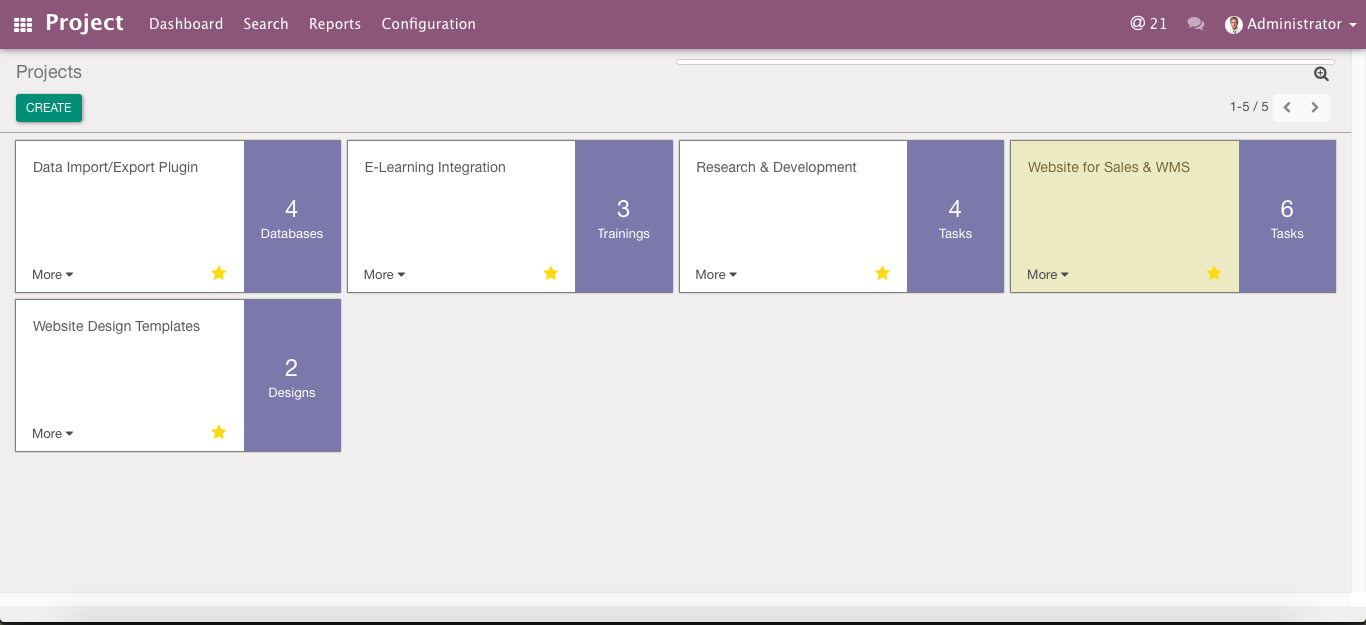 Project Dashboard Search Reports Configuration @ 21 Administrator
Projects
CREATE
1-5 / 5
Data Import/Export Plugin
4
Databases
More
E-Learning Integration
3
Trainings
More
Research & Development
4
Tasks
More
Website for Sales & WMS
6
Tasks
More
Website Design Templates
2
Designs
More